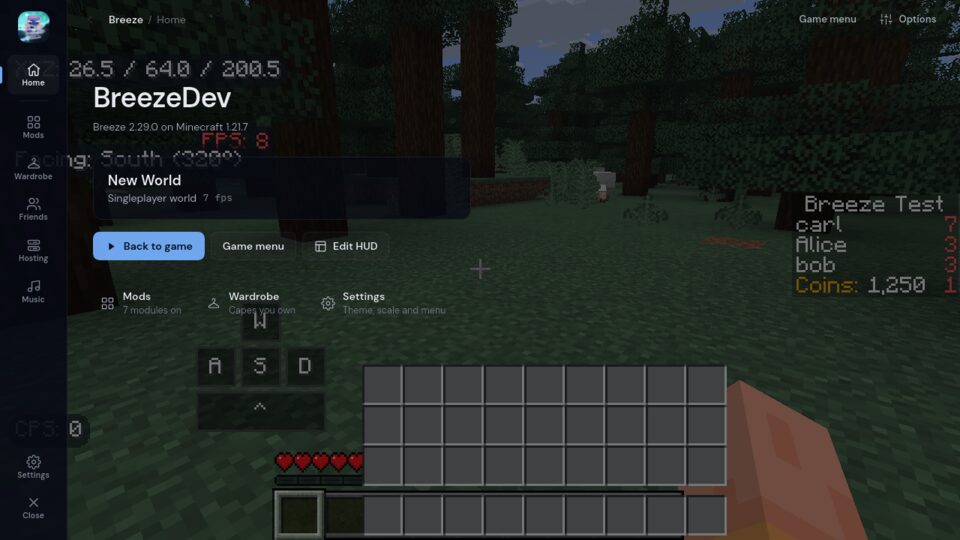 Breeze / Home
Game menu
Options
Home
XYZ: 26.5 / 64.0 / 200.5
BreezeDev
Breeze 2.29.0 on Minecraft 1.21.7
FPS: 8
Mods
Facing: South (320°)
Wardrobe
New World
Singleplayer world 7 fps
Friends
Breeze Test
carl 7
Alice 3
bob 3
Coins: 1,250 1
Back to game
Game menu
Edit HUD
Hosting
Music
Mods
7 modules on
Wardrobe
Capes you own
Settings
Theme, scale and menu
W
A S D
^
CPS: 0
Settings
Close